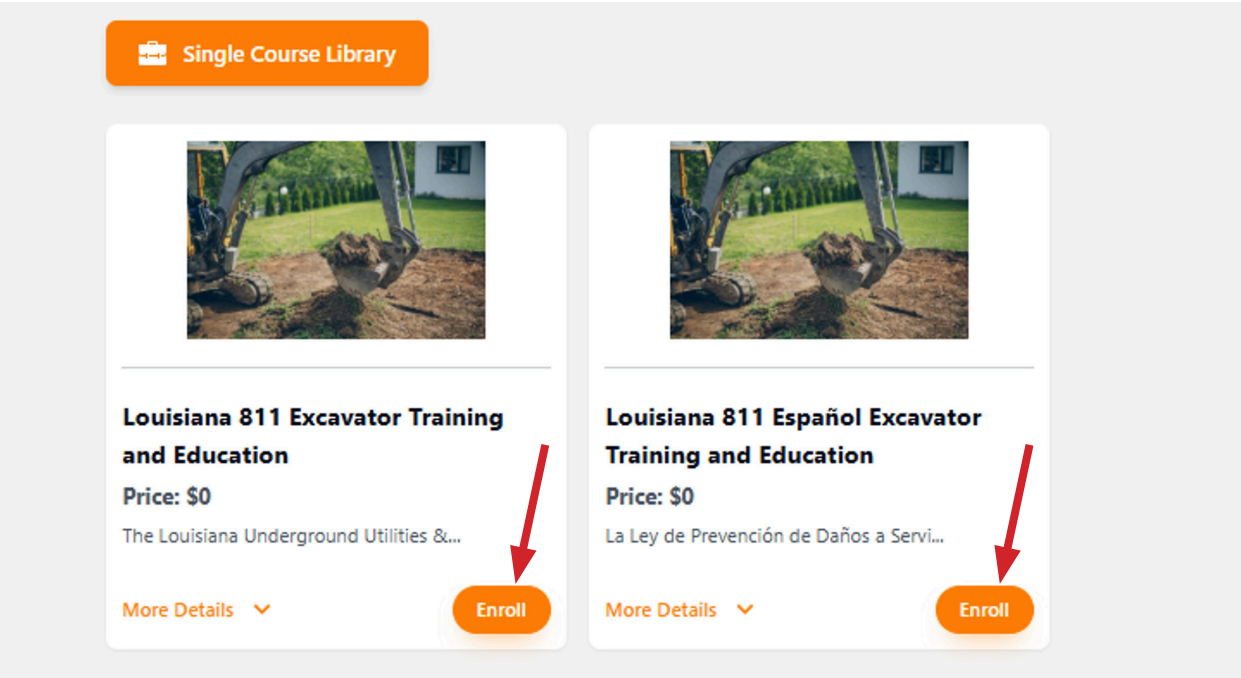 Single Course Library
Louisiana 811 Excavator Training
and Education
Price: $0
The Louisiana Underground Utilities &...
More Details
Enroll
Louisiana 811 Español Excavator
Training and Education
Price: $0
La Ley de Prevención de Daños a Servi...
More Details
Enroll